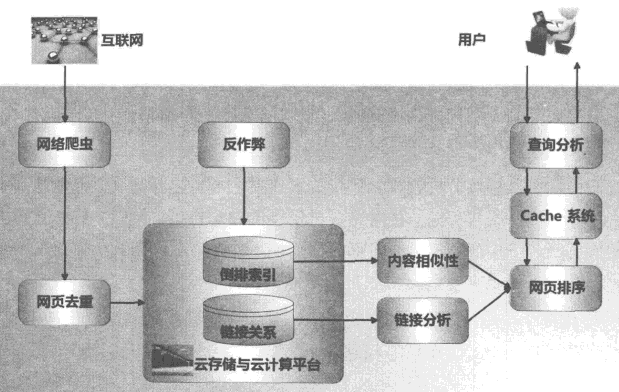 互联网
用户
网络爬虫
反作弊
查询分析
Cache 系统
倒排索引
内容相似性
网页去重
网页排序
链接关系
链接分析
云存储与云计算平台